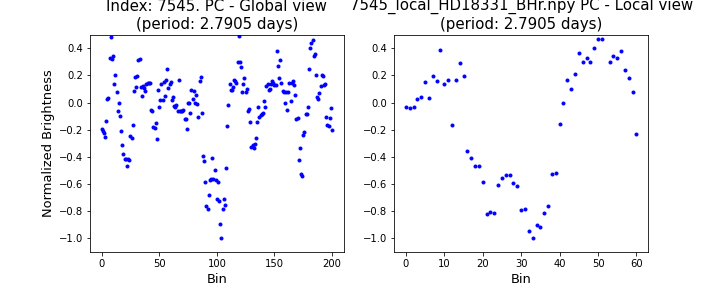 Index: 7545. PC - Global view
(period: 2.7905 days)
7545_local_HD18331_BHr.npy PC - Local view
(period: 2.7905 days)
Normalized Brightness
0.4
0.2
0.0
−0.2
−0.4
−0.6
−0.8
−1.0
0 50 100 150 200
Bin
0.4
0.2
0.0
−0.2
−0.4
−0.6
−0.8
−1.0
0 10 20 30 40 50 60
Bin